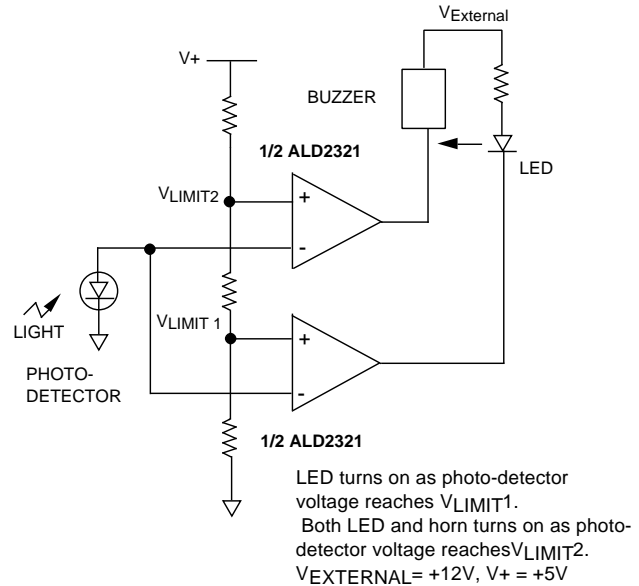 VExternal
V+
BUZZER
1/2 ALD2321
LED
VLIMIT2
+
-
VLIMIT 1
LIGHT
+
-
PHOTO-
DETECTOR
1/2 ALD2321
LED turns on as photo-detector
voltage reaches VLIMIT1.
Both LED and horn turns on as photo-
detector voltage reachesVLIMIT2.
VEXTERNAL= +12V, V+ = +5V